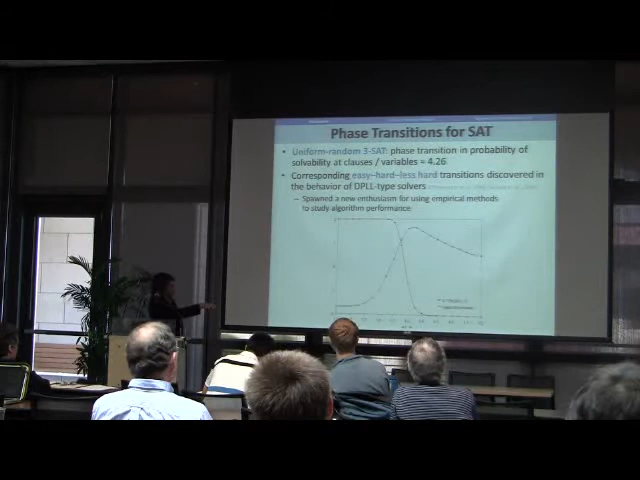 Phase Transitions for SAT
• Uniform-random 3-SAT: phase transition in probability of
solvability at clauses / variables ≈ 4.26
• Corresponding easy–hard–less hard transitions discovered in
the behavior of DPLL-type solvers
– Spawned a new enthusiasm for using empirical methods
to study algorithm performance